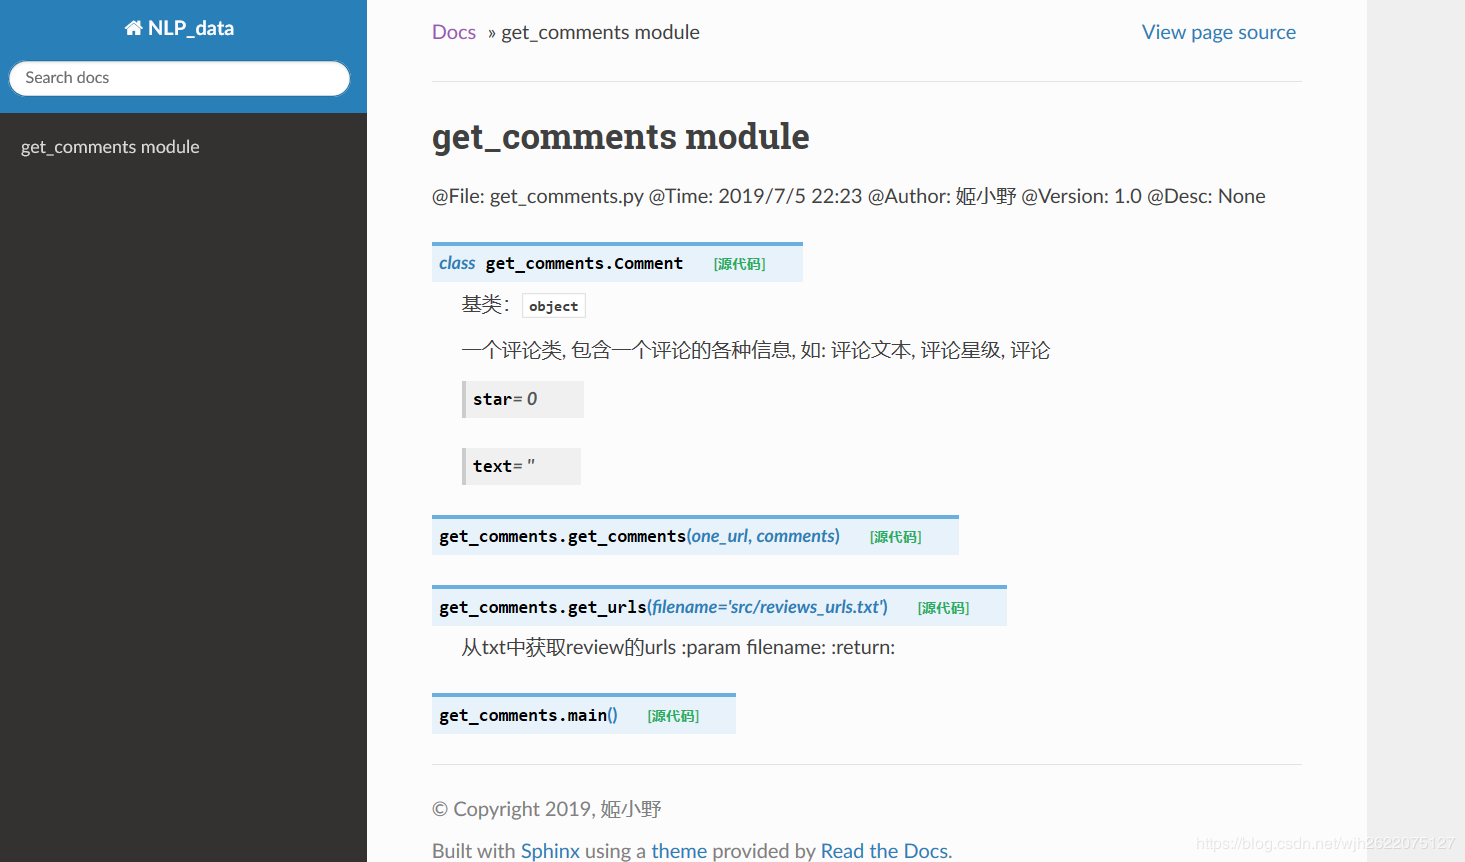 NLP_data
Search docs
get_comments module
Docs » get_comments module
View page source
get_comments module
@File: get_comments.py @Time: 2019/7/5 22:23 @Author: 姬小野 @Version: 1.0 @Desc: None
class get_comments.Comment [源代码]
基类： object
一个评论类, 包含一个评论的各种信息, 如: 评论文本, 评论星级, 评论
star= 0
text= ''
get_comments.get_comments(one_url, comments) [源代码]
get_comments.get_urls(filename='src/reviews_urls.txt') [源代码]
从txt中获取review的urls :param filename: :return:
get_comments.main() [源代码]
© Copyright 2019, 姬小野
Built with Sphinx using a theme provided by Read the Docs.
https://blog.csdn.net/wjh2622075127